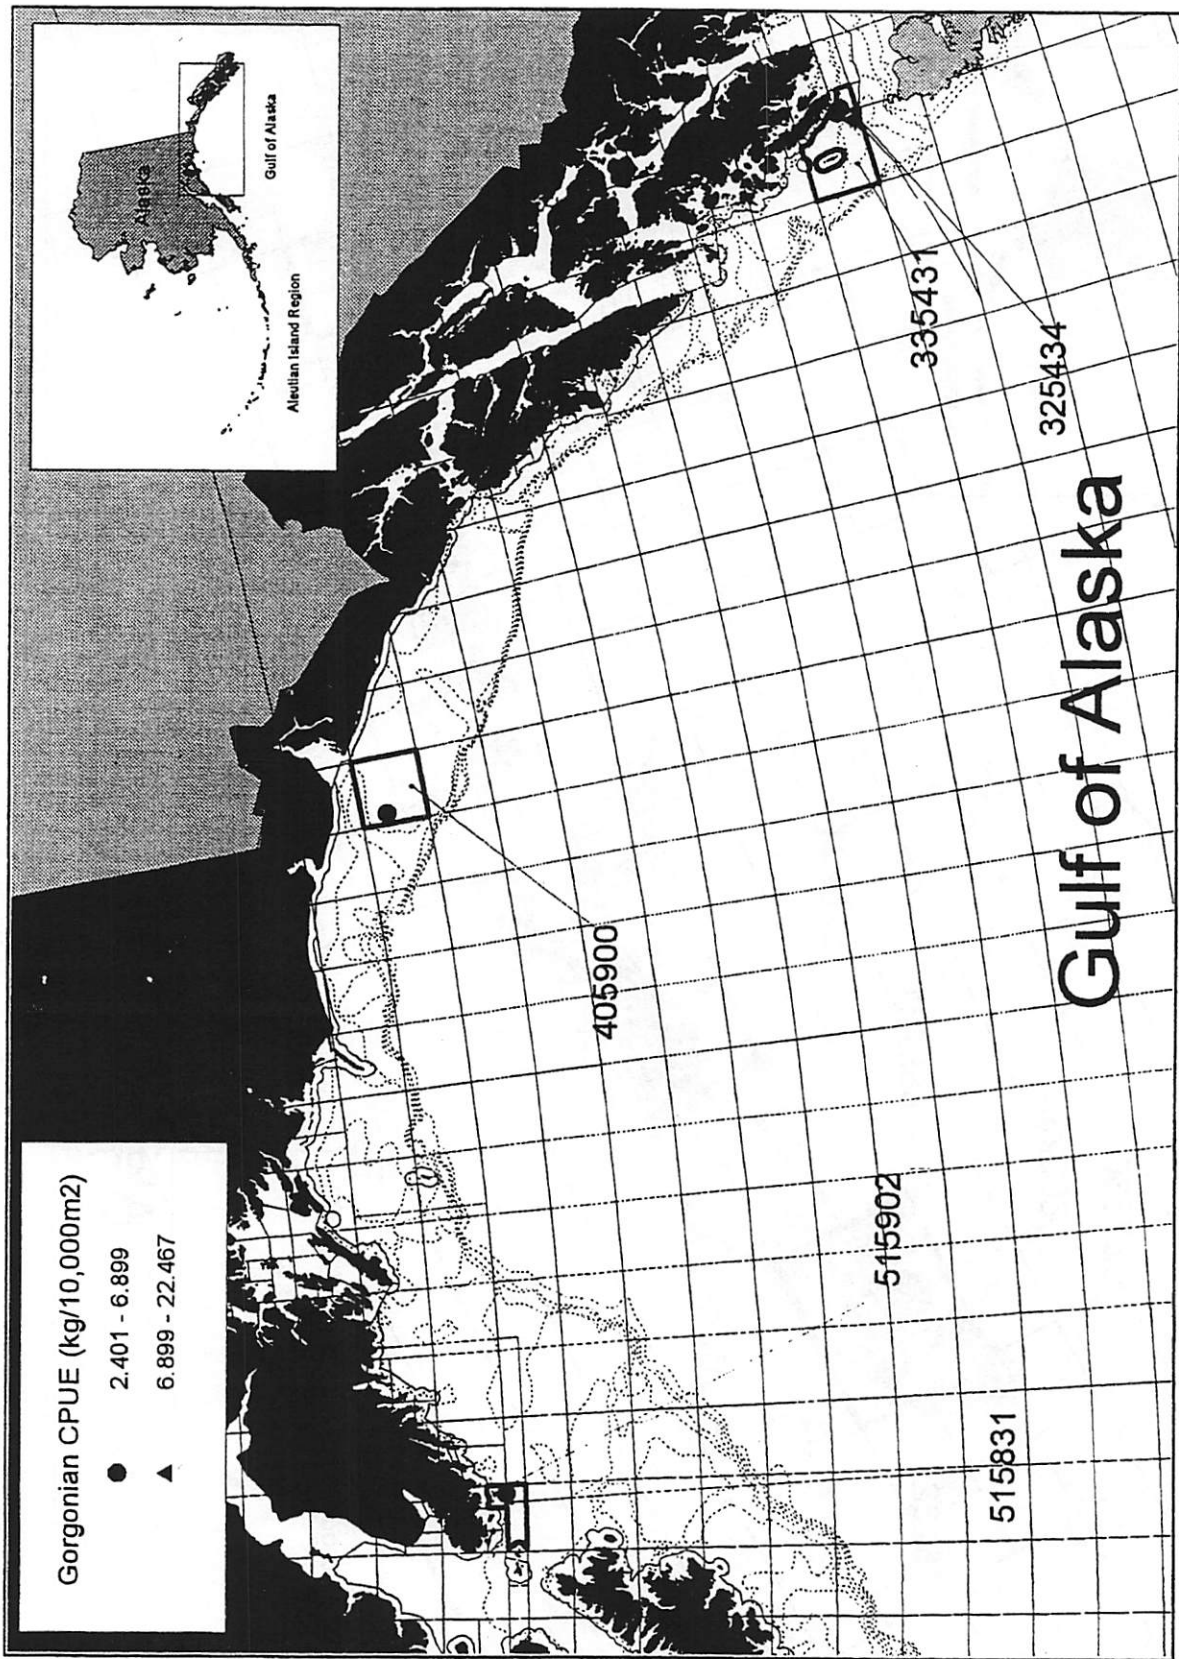 Gorgonian CPUE (kg/10,000m2)
2.401 - 6.899
6.899 - 22.467
Alaska
Gulf of Alaska
Aleutian Island Region
515831
515902
405900
335431
325434
Gulf of Alaska